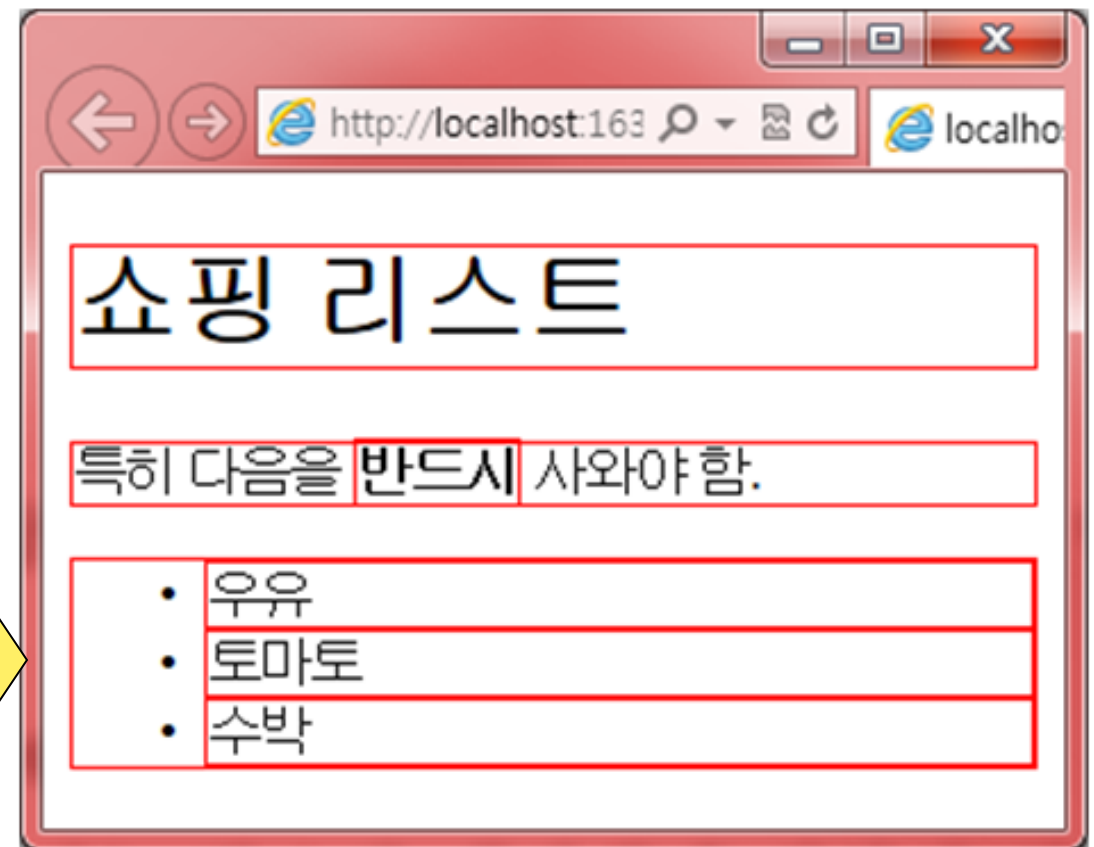 http://localhost:163
localho
쇼핑 리스트
특히 다음을 반드시 사와야 함.
• 우유
• 토마토
• 수박